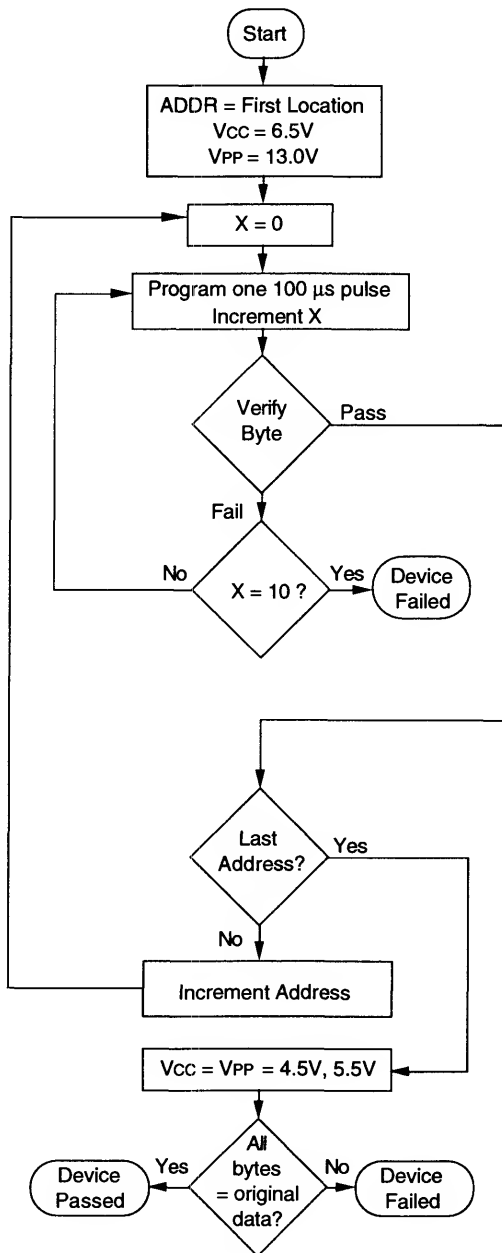 Start
ADDR = First Location
VCC = 6.5V
VPP = 13.0V
X = 0
Program one 100 µs pulse
Increment X
Verify
Byte
Pass
Fail
No
X = 10 ?
Yes
Device
Failed
Last
Address?
Yes
No
Increment Address
VCC = VPP = 4.5V, 5.5V
All
bytes
= original
data?
Yes
Device
Passed
No
Device
Failed